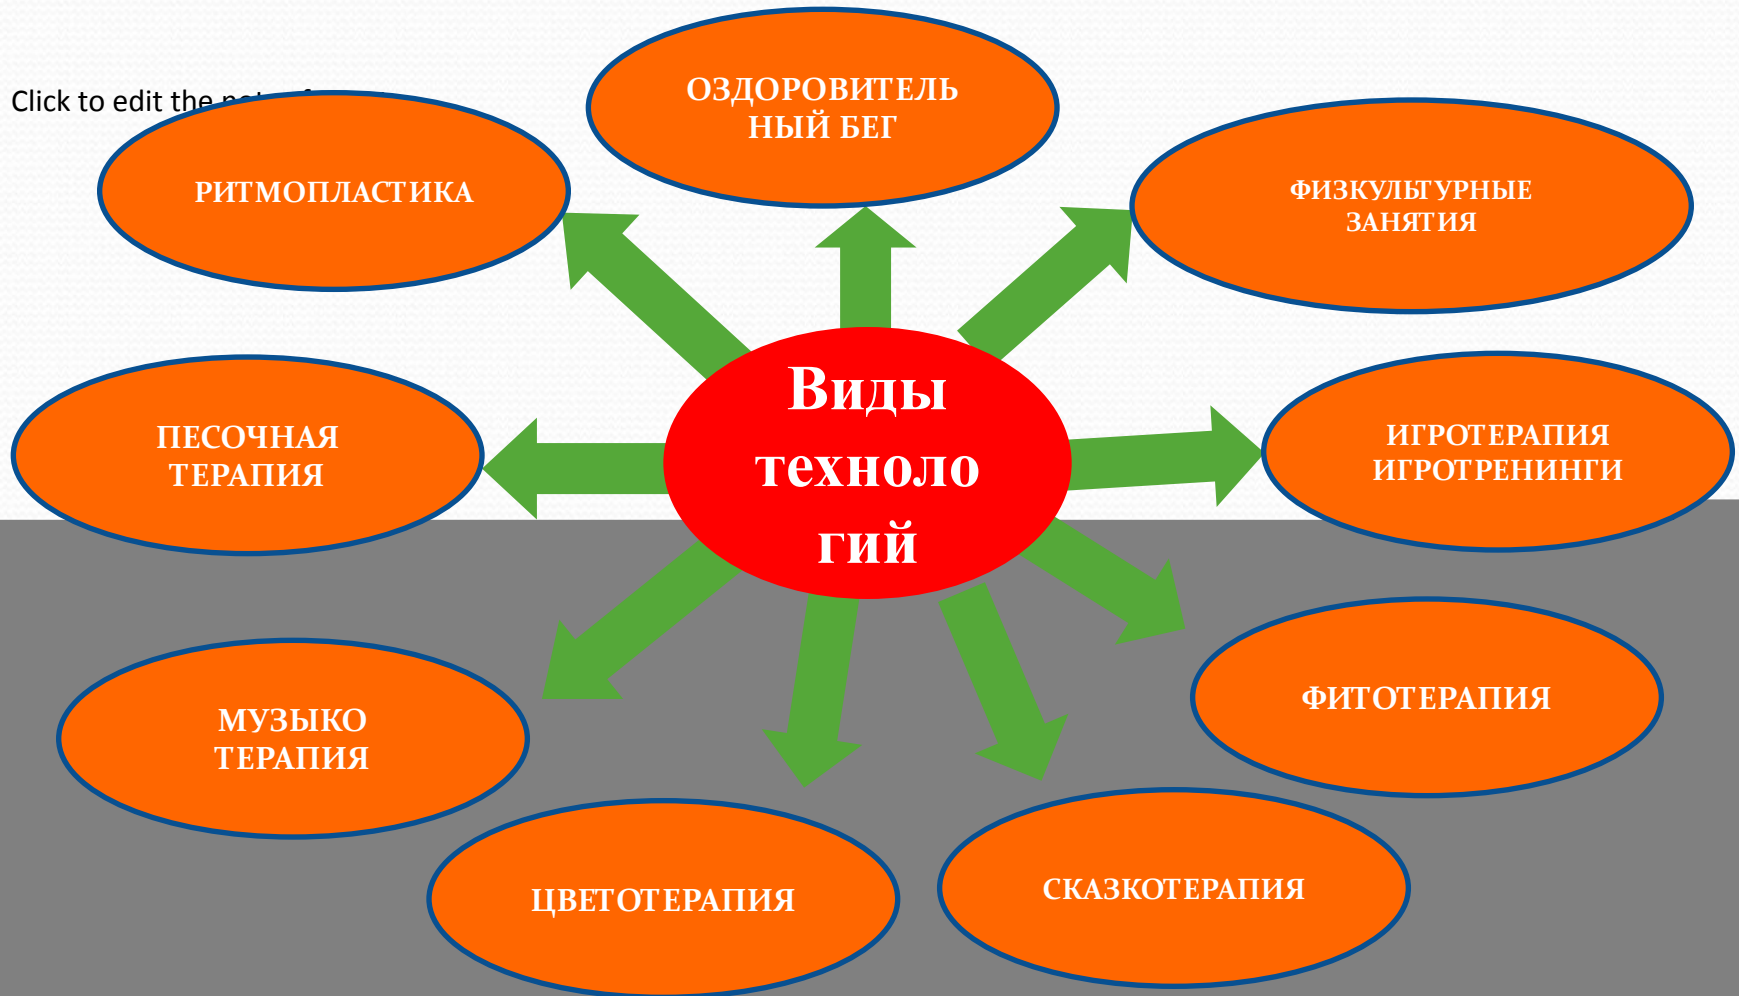 Click to edit the
ОЗДОРОВИТЕЛЬ
НЫЙ БЕГ
РИТМОПЛАСТИКА
ФИЗКУЛЬТУРНЫЕ
ЗАНЯТИЯ
Виды
техноло
гий
ПЕСОЧНАЯ
ТЕРАПИЯ
ИГРОТЕРАПИЯ
ИГРОТРЕНИНГИ
МУЗЫКО
ТЕРАПИЯ
ФИТОТЕРАПИЯ
ЦВЕТОТЕРАПИЯ
СКАЗКОТЕРАПИЯ